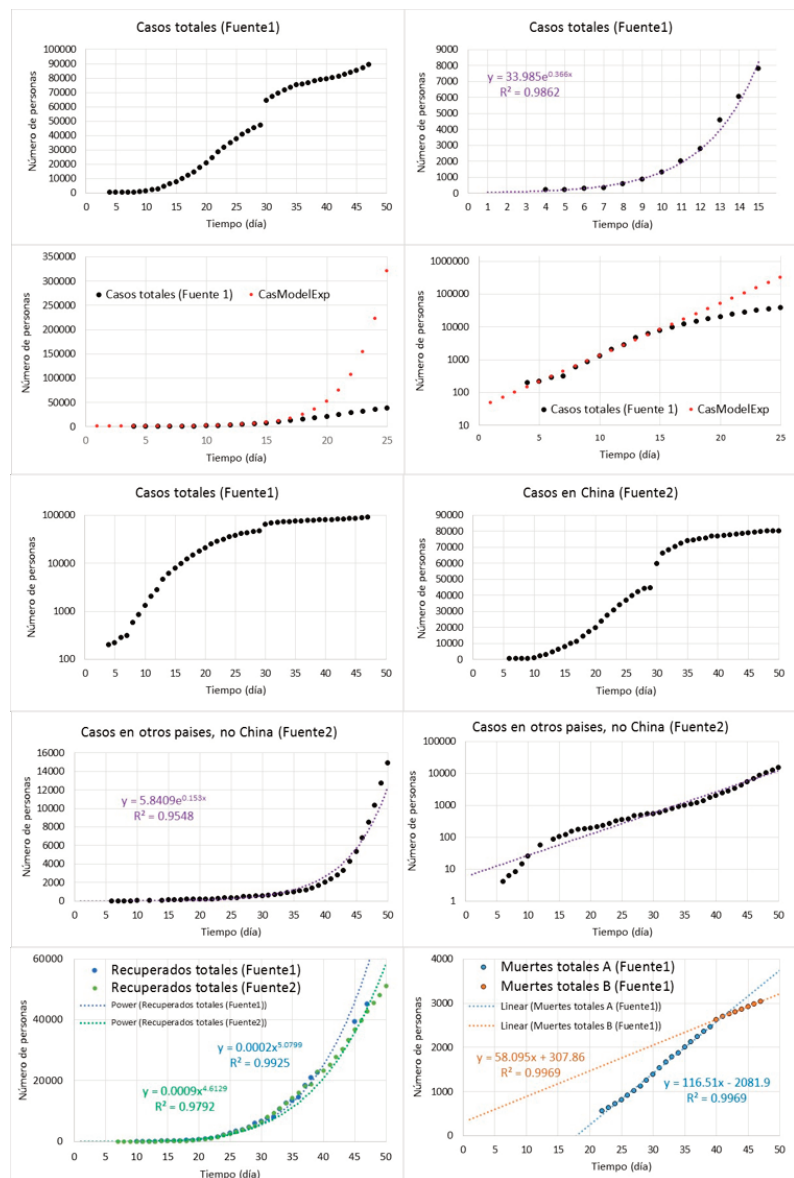 Casos totales (Fuente1)
Número de personas
100000
90000
80000
70000
60000
50000
40000
30000
20000
10000
0
0 5 10 15 20 25 30 35 40 45 50
Tiempo (día)
Casos totales (Fuente1)
Número de personas
9000
8000
7000
6000
5000
4000
3000
2000
1000
0
y = 33.985e^0.366x
R² = 0.9862
0 1 2 3 4 5 6 7 8 9 10 11 12 13 14 15
Tiempo (día)
Número de personas
350000
300000
250000
200000
150000
100000
50000
0
Casos totales (Fuente 1) CasModelExp
0 5 10 15 20 25
Tiempo (día)
Número de personas
1000000
100000
10000
1000
100
10
Casos totales (Fuente 1) CasModelExp
0 5 10 15 20 25
Tiempo (día)
Casos totales (Fuente1)
Número de personas
100000
10000
1000
100
0 5 10 15 20 25 30 35 40 45 50
Tiempo (día)
Casos en China (Fuente2)
Número de personas
90000
80000
70000
60000
50000
40000
30000
20000
10000
0
0 5 10 15 20 25 30 35 40 45 50
Tiempo (día)
Casos en otros paises, no China (Fuente2)
Número de personas
16000
14000
12000
10000
8000
6000
4000
2000
0
y = 5.8409e^0.153x
R² = 0.9548
0 5 10 15 20 25 30 35 40 45 50
Tiempo (día)
Casos en otros paises, no China (Fuente2)
Número de personas
100000
10000
1000
100
10
1
0 5 10 15 20 25 30 35 40 45 50
Tiempo (día)
Número de personas
60000
40000
20000
0
Recuperados totales (Fuente1)
Recuperados totales (Fuente2)
Power (Recuperados totales (Fuente1))
Power (Recuperados totales (Fuente2))
y = 0.0002x^5.0799
R² = 0.9925
y = 0.0009x^4.6129
R² = 0.9792
0 5 10 15 20 25 30 35 40 45 50
Tiempo (día)
Número de personas
4000
3000
2000
1000
0
Muertes totales A (Fuente1)
Muertes totales B (Fuente1)
Linear (Muertes totales A (Fuente1))
Linear (Muertes totales B (Fuente1))
y = 58.095x + 307.86
R² = 0.9969
y = 116.51x - 2081.9
R² = 0.9969
0 5 10 15 20 25 30 35 40 45 50
Tiempo (día)